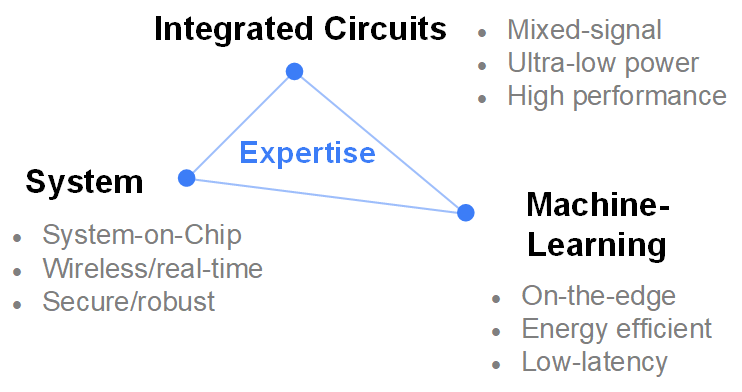 Integrated Circuits
• Mixed-signal
• Ultra-low power
• High performance
Expertise
System
• System-on-Chip
• Wireless/real-time
• Secure/robust
Machine-
Learning
• On-the-edge
• Energy efficient
• Low-latency